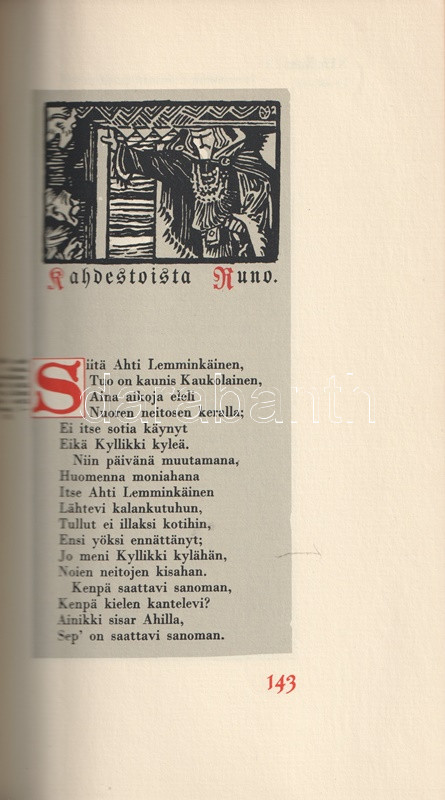 Kahdestoista Runo.
Siitä Ahti Lemminkäinen,
Tuo on kaunis Kaukolainen,
Aina aikoja eleli
Nuoren neitosen keralla;
Ei itse sotia käynyt
Eikä Kyllikki kyleä.
Niin päivänä muutamana,
Huomenna moniahana
Itse Ahti Lemminkäinen
Lähtevi kalankutuhun,
Tullut ei illaksi kotihin,
Ensi yöksi ennättänyt;
Jo meni Kyllikki kylähän,
Noien neitojen kisahan.
Kenpä saattavi sanoman,
Kenpä kielen kantelevi?
Ainikki sisar Ahilla,
Sep' on saattavi sanoman.
143
darabanth